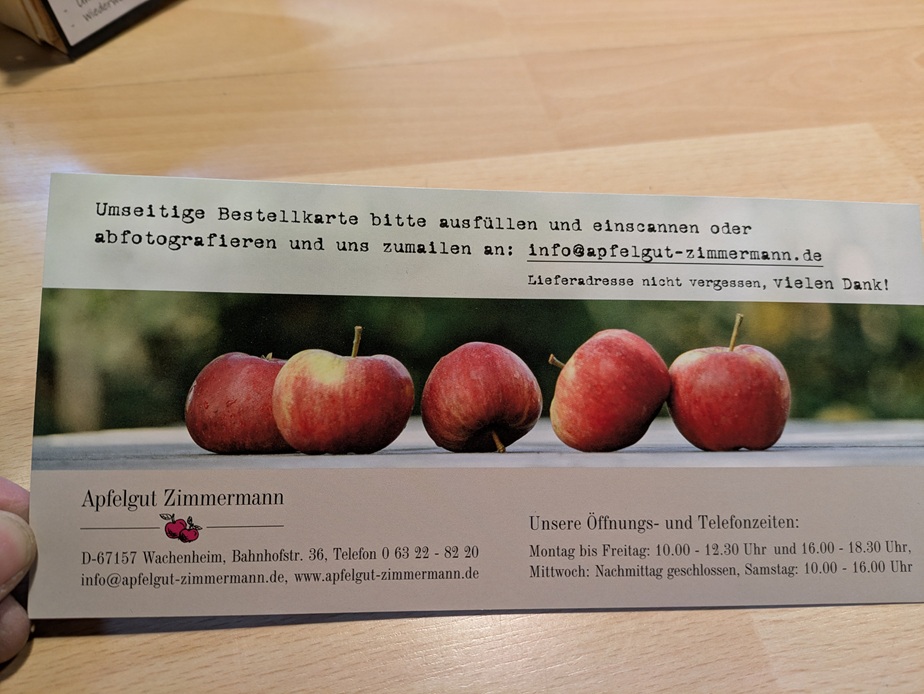 Umseitige Bestellkarte bitte ausfüllen und einscannen oder
abfotografieren und uns zumailen an: info@apfelgut-zimmermann.de
Lieferadresse nicht vergessen, vielen Dank!
Apfelgut Zimmermann
D-67157 Wachenheim, Bahnhofstr. 36, Telefon 0 63 22 - 82 20
info@apfelgut-zimmermann.de, www.apfelgut-zimmermann.de
Unsere Öffnungs- und Telefonzeiten:
Montag bis Freitag: 10.00 - 12.30 Uhr und 16.00 - 18.30 Uhr,
Mittwoch: Nachmittag geschlossen, Samstag: 10.00 - 16.00 Uhr